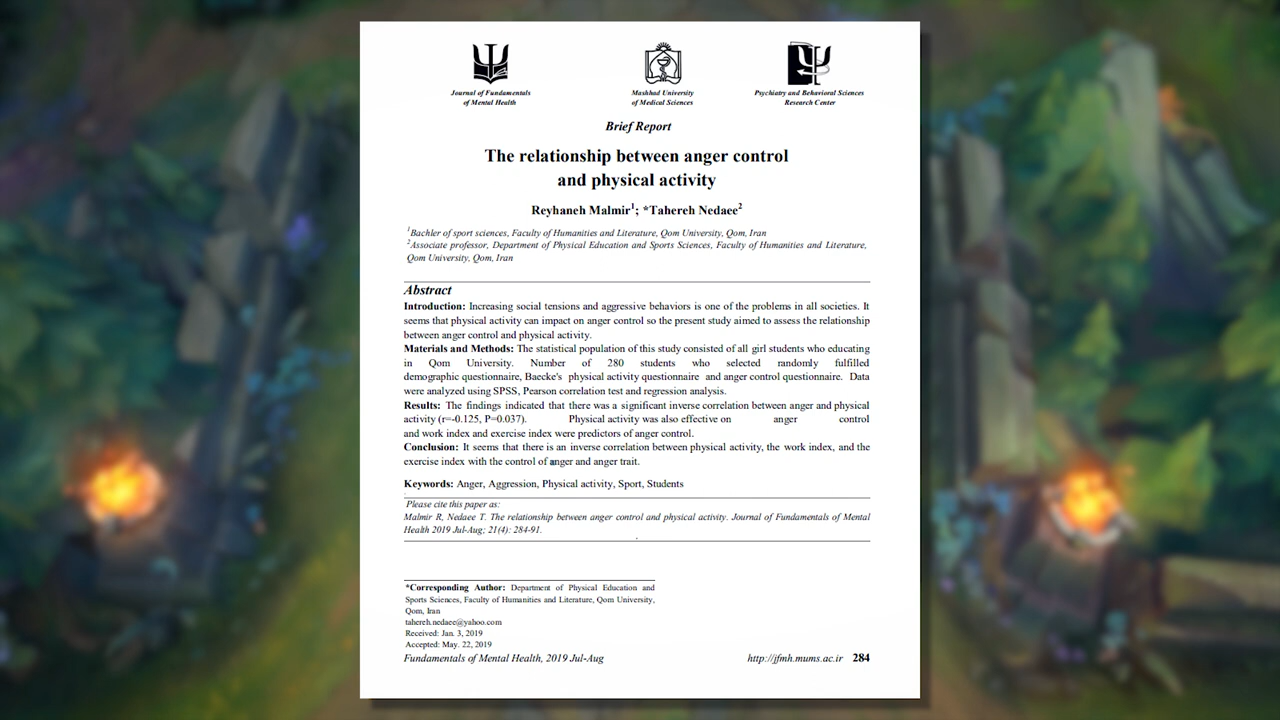 Journal of Fundamentals
of Mental Health
Mashhad University
of Medical Sciences
Psychiatry and Behavioral Sciences
Research Center
Brief Report
The relationship between anger control
and physical activity
Reyhaneh Malmir1; *Tahereh Nedaee2
1Bachler of sport sciences, Faculty of Humanities and Literature, Qom University, Qom, Iran
2Associate professor, Department of Physical Education and Sports Sciences, Faculty of Humanities and Literature,
Qom University, Qom, Iran
Abstract
Introduction: Increasing social tensions and aggressive behaviors is one of the problems in all societies. It
seems that physical activity can impact on anger control so the present study aimed to assess the relationship
between anger control and physical activity.
Materials and Methods: The statistical population of this study consisted of all girl students who educating
in Qom University. Number of 280 students who selected randomly fulfilled
demographic questionnaire, Baecke's physical activity questionnaire and anger control questionnaire. Data
were analyzed using SPSS, Pearson correlation test and regression analysis.
Results: The findings indicated that there was a significant inverse correlation between anger and physical
activity (r=-0.125, P=0.037). Physical activity was also effective on anger control
and work index and exercise index were predictors of anger control.
Conclusion: It seems that there is an inverse correlation between physical activity, the work index, and the
exercise index with the control of anger and anger trait.
Keywords: Anger, Aggression, Physical activity, Sport, Students
Please cite this paper as:
Malmir R, Nedaee T. The relationship between anger control and physical activity. Journal of Fundamentals of Mental
Health 2019 Jul-Aug; 21(4): 284-91.
*Corresponding Author: Department of Physical Education and
Sports Sciences, Faculty of Humanities and Literature, Qom University,
Qom, Iran
tahereh.nedaee@yahoo.com
Received: Jan. 3, 2019
Accepted: May. 22, 2019
Fundamentals of Mental Health, 2019 Jul-Aug
http://jfmh.mums.ac.ir 284